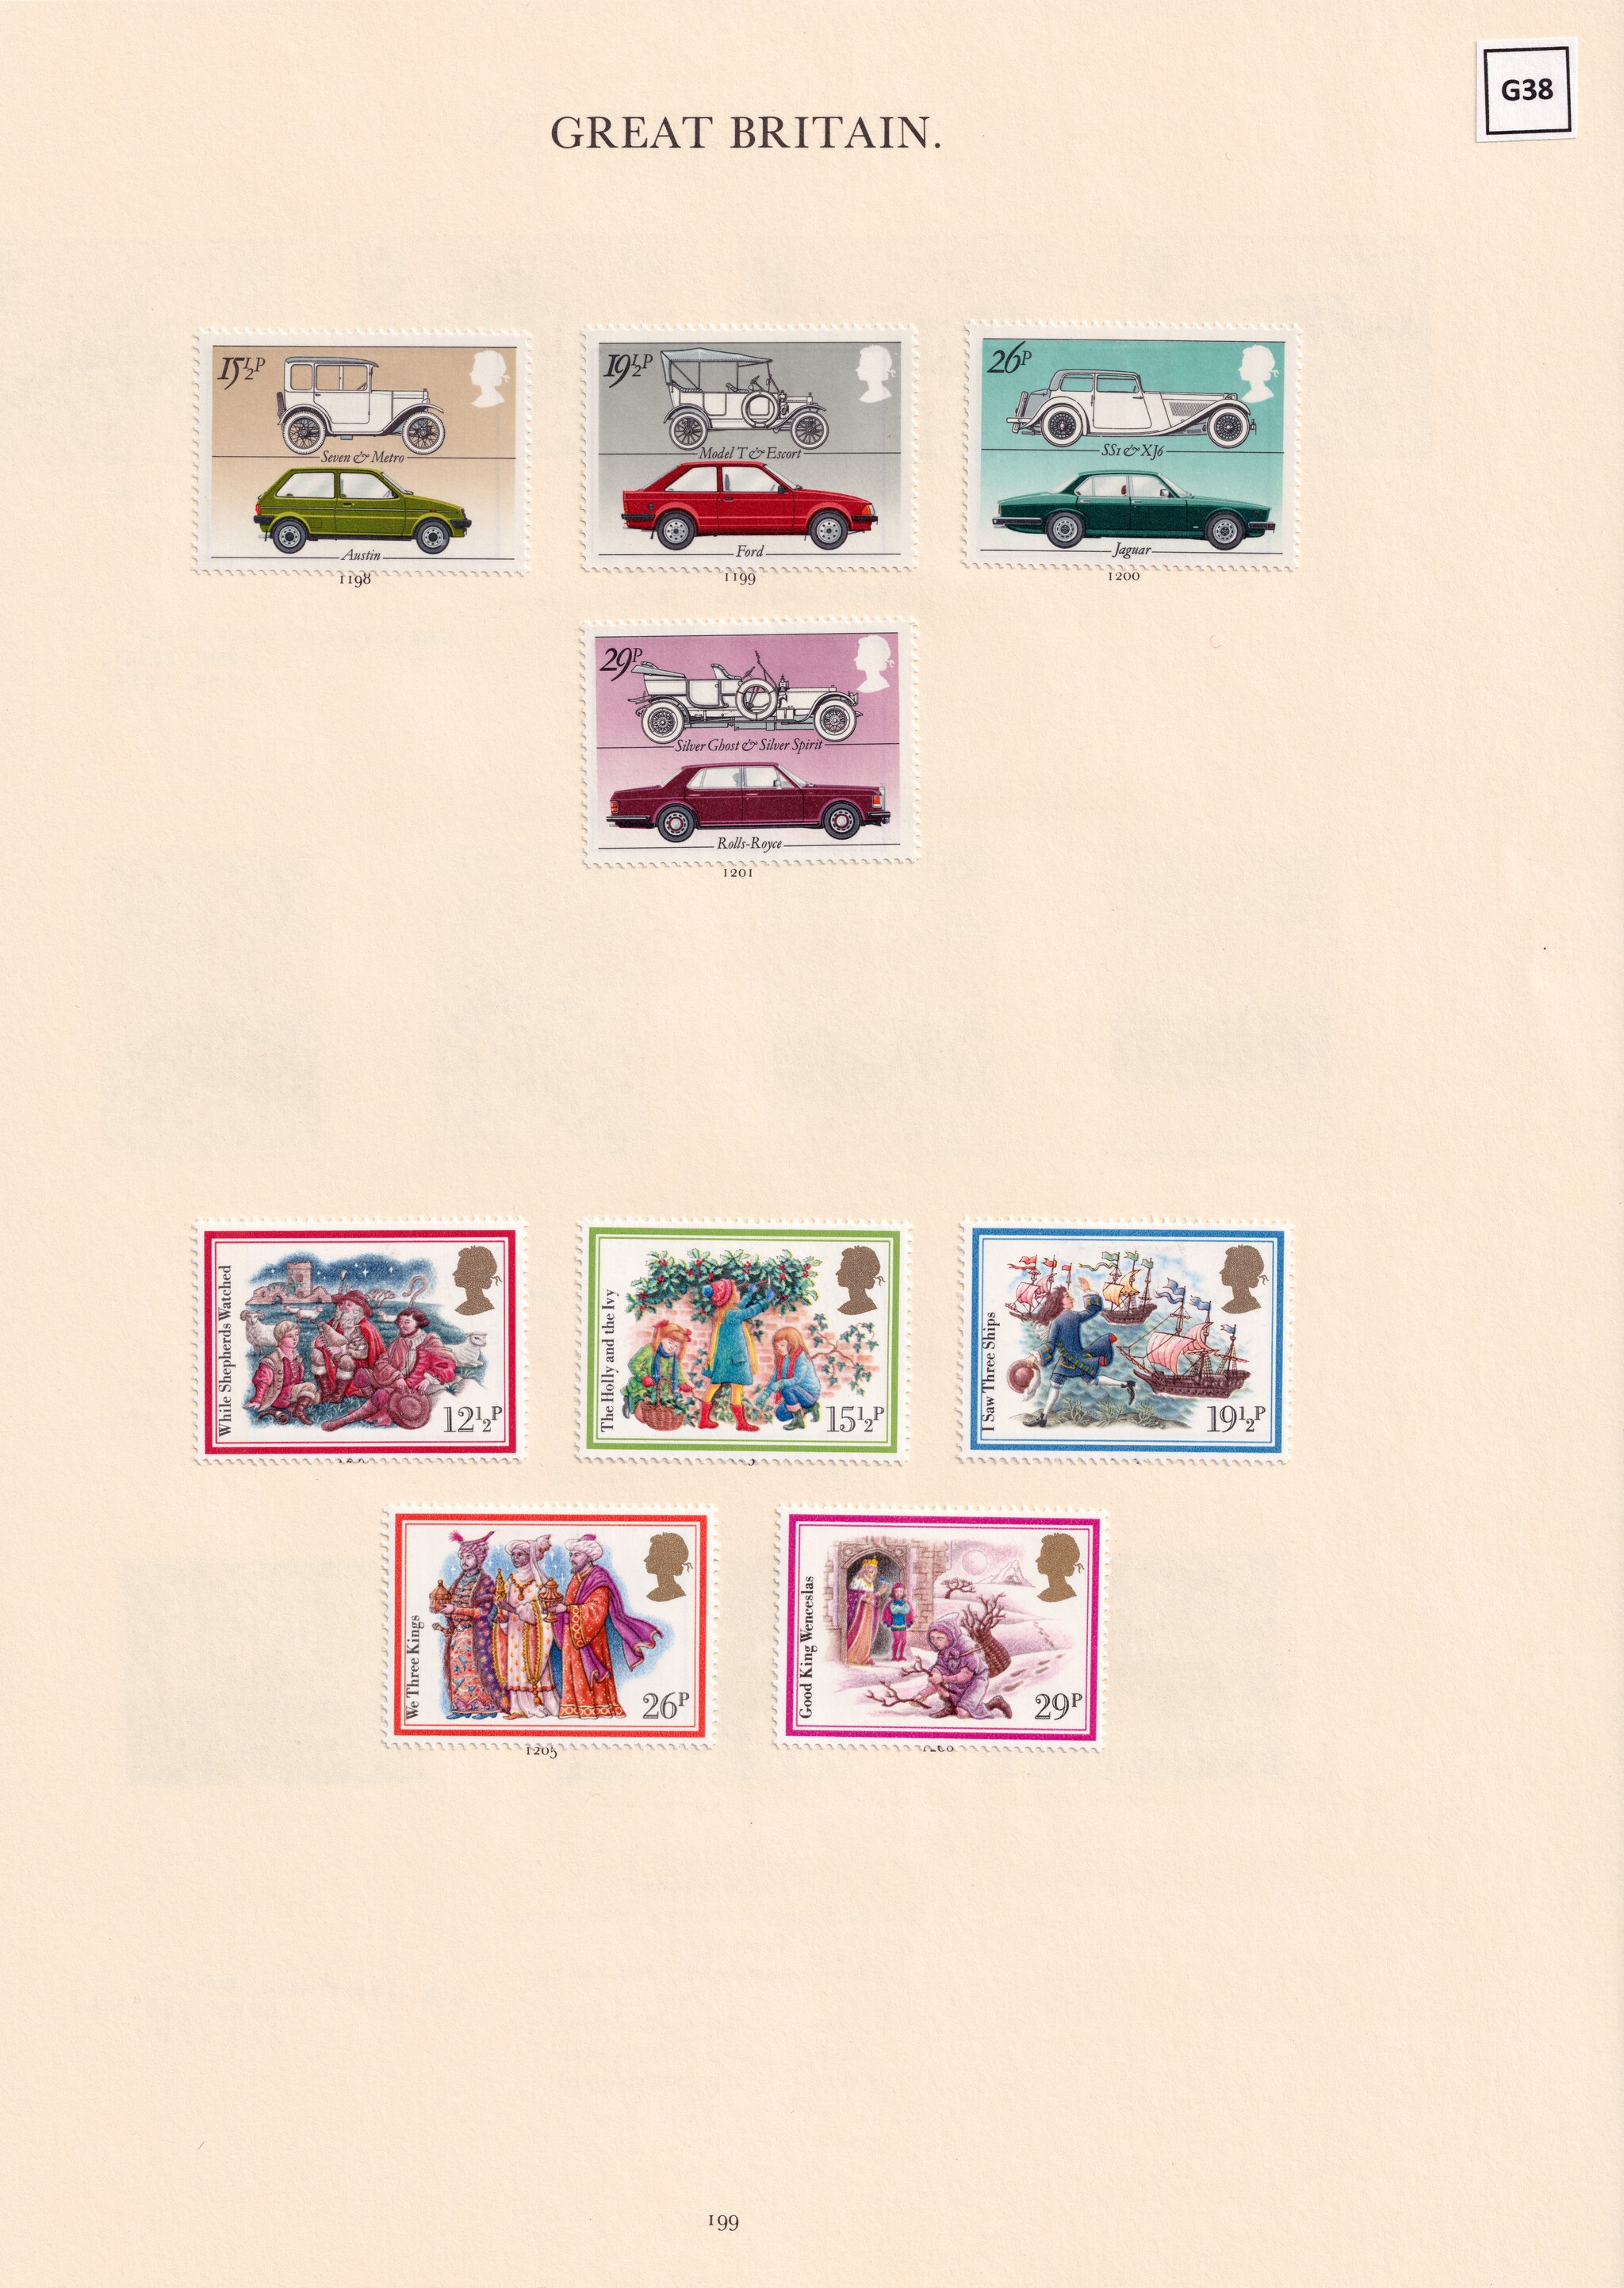 G38
GREAT BRITAIN.
15½P
Seven & Metro
Austin
1198
19½P
Model T & Escort
Ford
1199
26P
SS1 & XJ6
Jaguar
1200
29P
Silver Ghost & Silver Spirit
Rolls-Royce
1201
While Shepherds Watched
12½P
The Holly and the Ivy
15½P
I Saw Three Ships
19½P
We Three Kings
26P
1205
Good King Wenceslas
29P
199